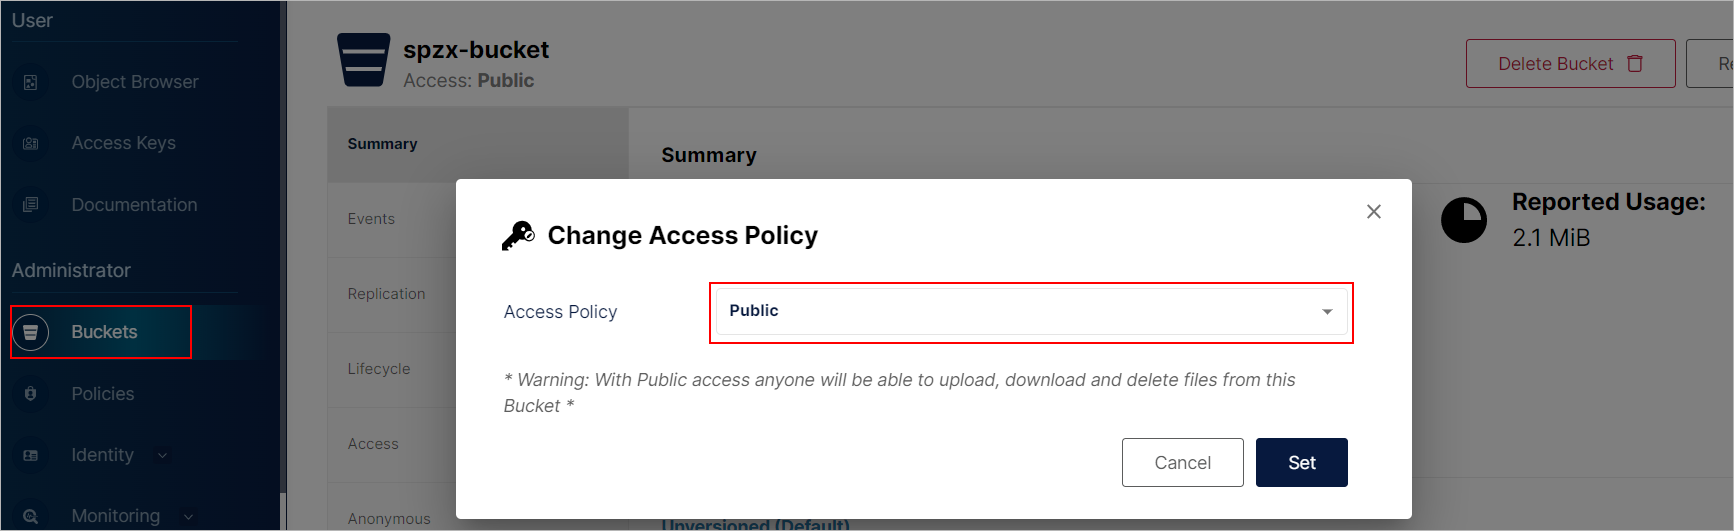 User
Object Browser
Access Keys
Documentation
Administrator
Buckets
Policies
Identity
Monitoring
spzx-bucket
Access: Public
Delete Bucket
Re
Summary
Events
Replication
Lifecycle
Access
Anonymous
Summary
Reported Usage:
2.1 MiB
Change Access Policy
Access Policy
Public
* Warning: With Public access anyone will be able to upload, download and delete files from this
Bucket *
Cancel
Set
Unversioned (Default)